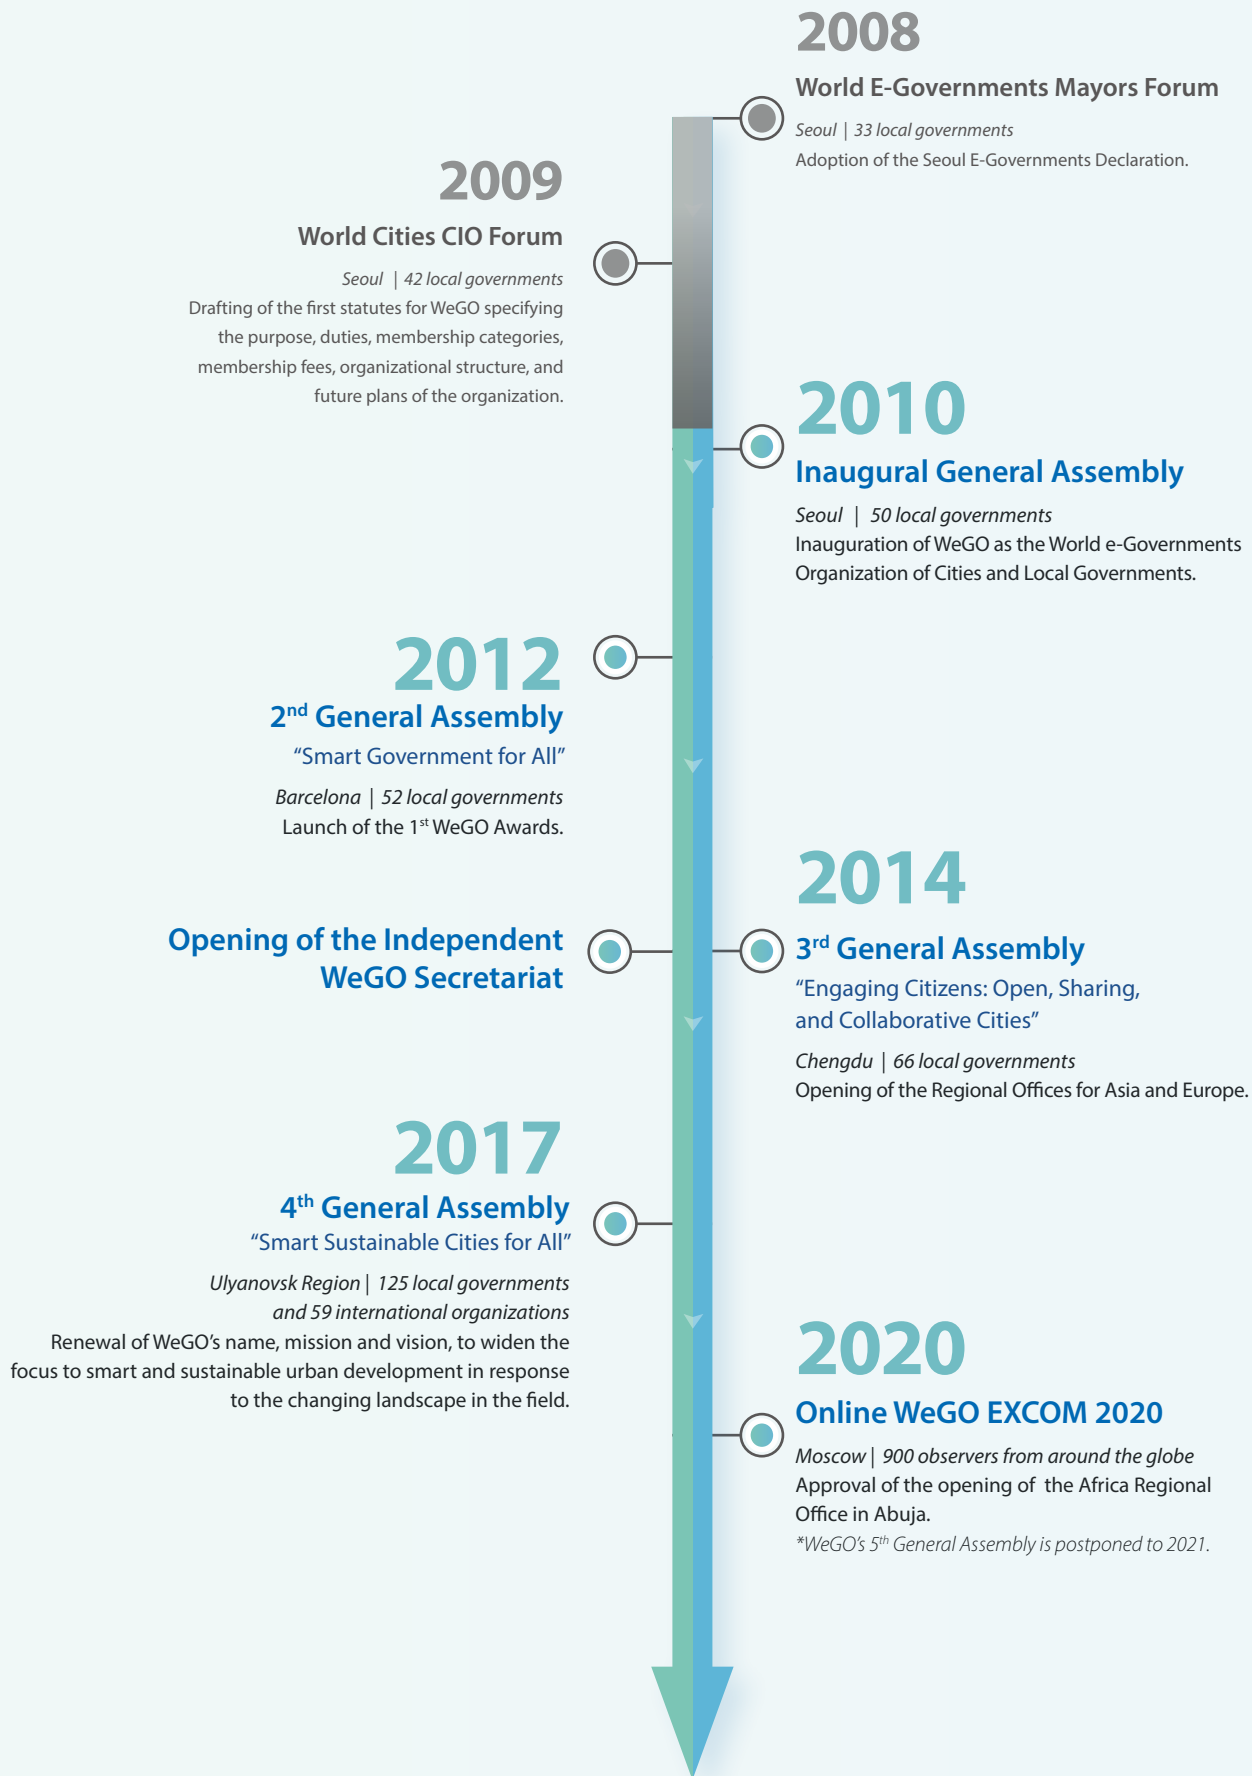 2008
World E-Governments Mayors Forum
Seoul | 33 local governments
Adoption of the Seoul E-Governments Declaration.
2009
World Cities CIO Forum
Seoul | 42 local governments
Drafting of the first statutes for WeGO specifying
the purpose, duties, membership categories,
membership fees, organizational structure, and
future plans of the organization.
2010
Inaugural General Assembly
Seoul | 50 local governments
Inauguration of WeGO as the World e-Governments
Organization of Cities and Local Governments.
2012
2nd General Assembly
“Smart Government for All”
Barcelona | 52 local governments
Launch of the 1st WeGO Awards.
2014
Opening of the Independent
WeGO Secretariat
3rd General Assembly
“Engaging Citizens: Open, Sharing,
and Collaborative Cities”
Chengdu | 66 local governments
Opening of the Regional Offices for Asia and Europe.
2017
4th General Assembly
“Smart Sustainable Cities for All”
Ulyanovsk Region | 125 local governments
and 59 international organizations
Renewal of WeGO’s name, mission and vision, to widen the
focus to smart and sustainable urban development in response
to the changing landscape in the field.
2020
Online WeGO EXCOM 2020
Moscow | 900 observers from around the globe
Approval of the opening of the Africa Regional
Office in Abuja.
*WeGO’s 5th General Assembly is postponed to 2021.